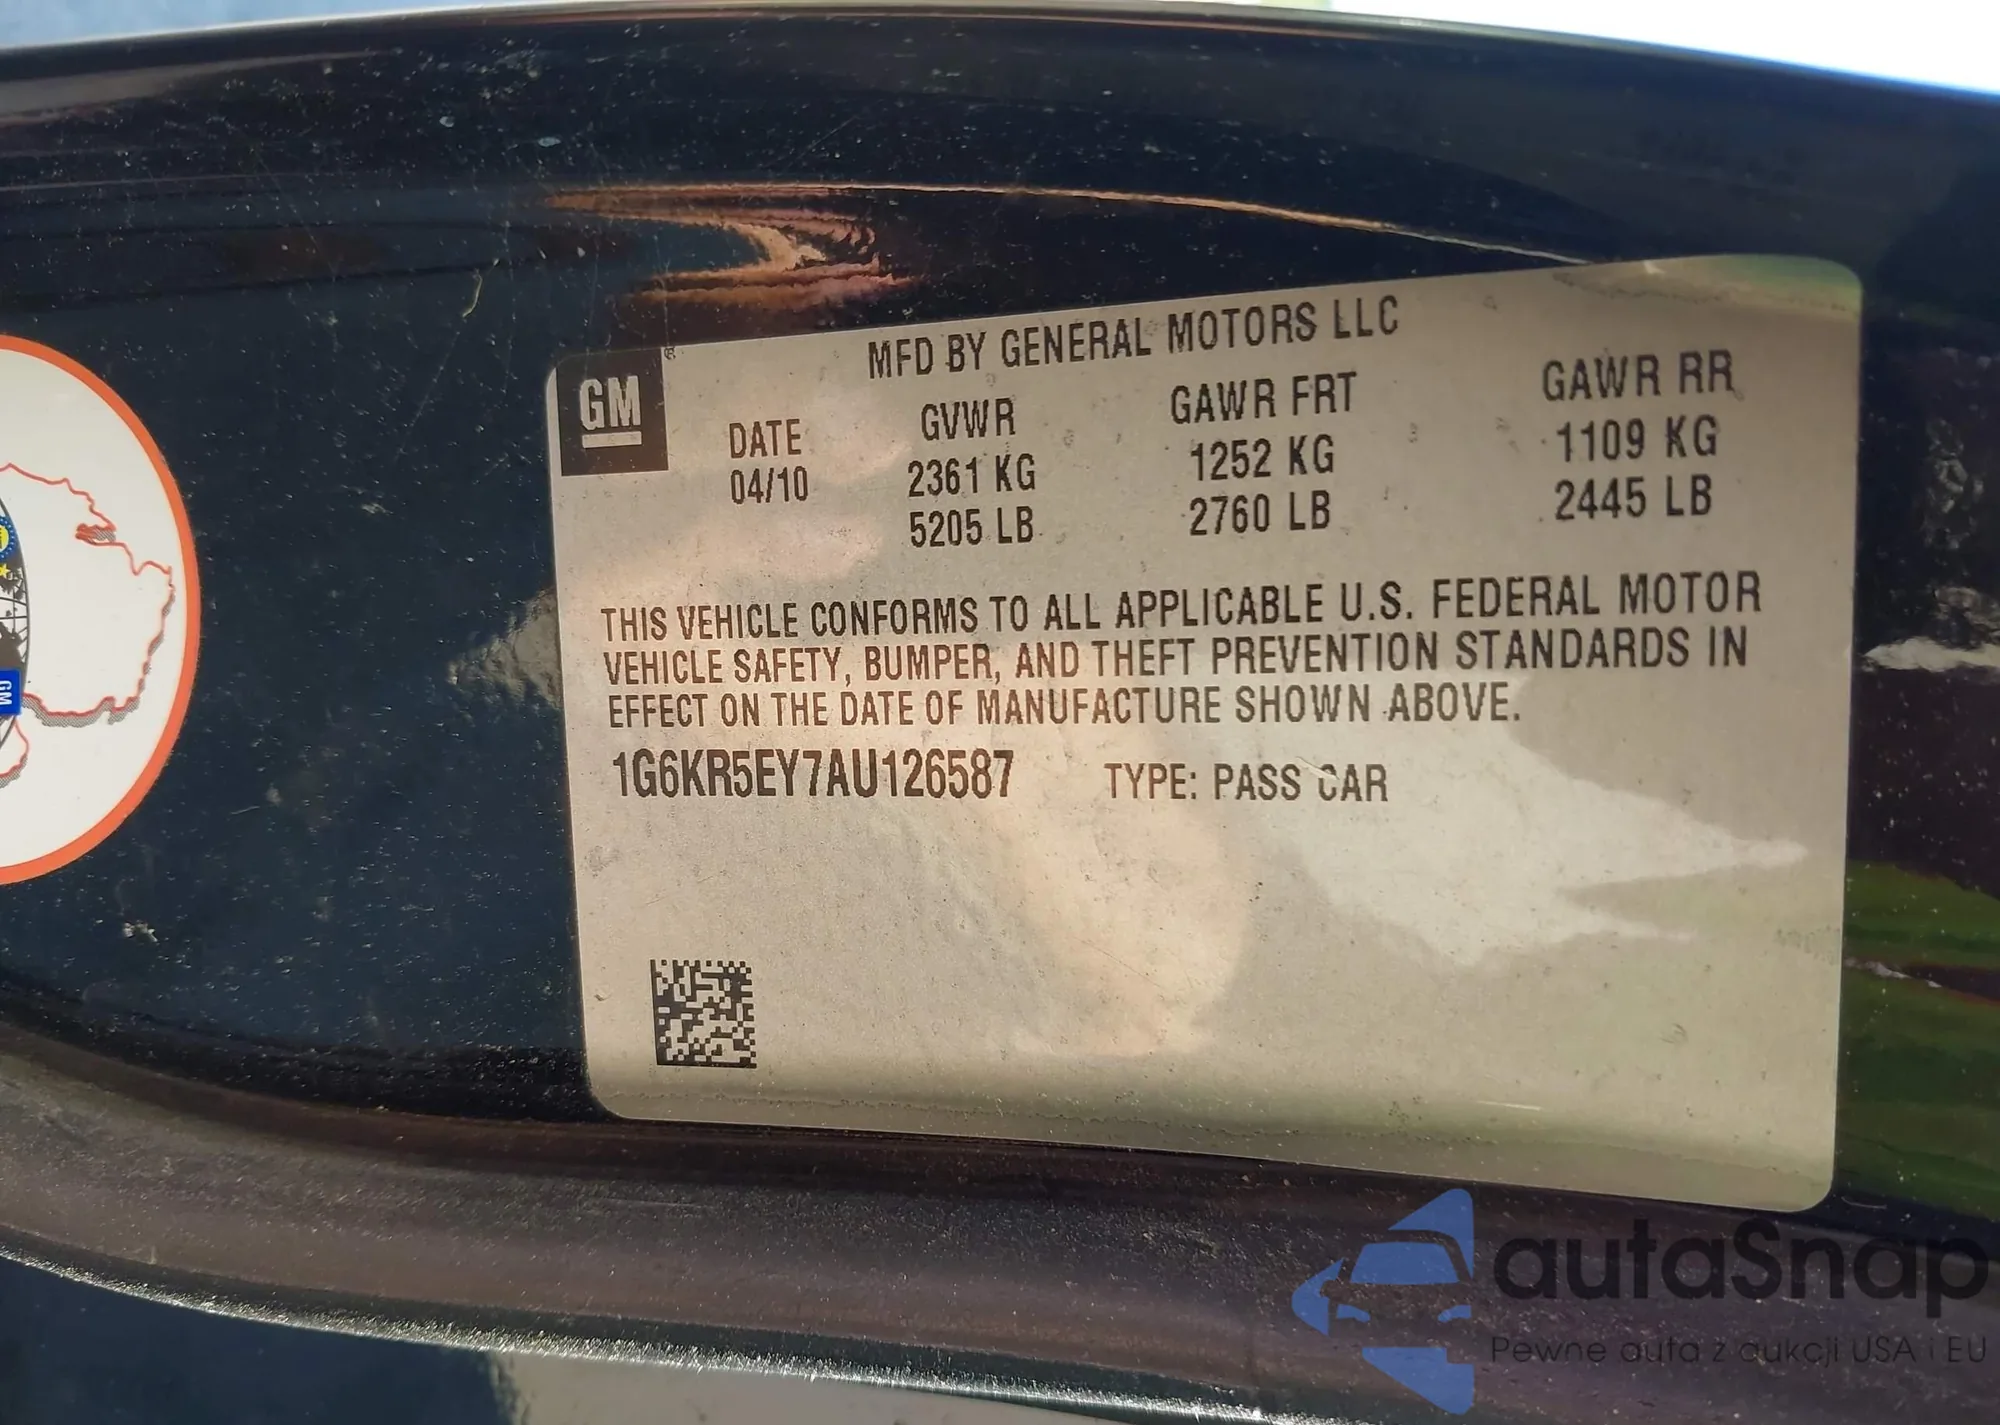 MFD BY GENERAL MOTORS LLC
GM
DATE GVWR GAWR FRT GAWR RR
04/10 2361 KG 1252 KG 1109 KG
5205 LB 2760 LB 2445 LB
THIS VEHICLE CONFORMS TO ALL APPLICABLE U.S. FEDERAL MOTOR
VEHICLE SAFETY, BUMPER, AND THEFT PREVENTION STANDARDS IN
EFFECT ON THE DATE OF MANUFACTURE SHOWN ABOVE.
1G6KR5EY7AU126587 TYPE: PASS CAR
GM
autaSnap
Pewne auta z aukcji USA i EU